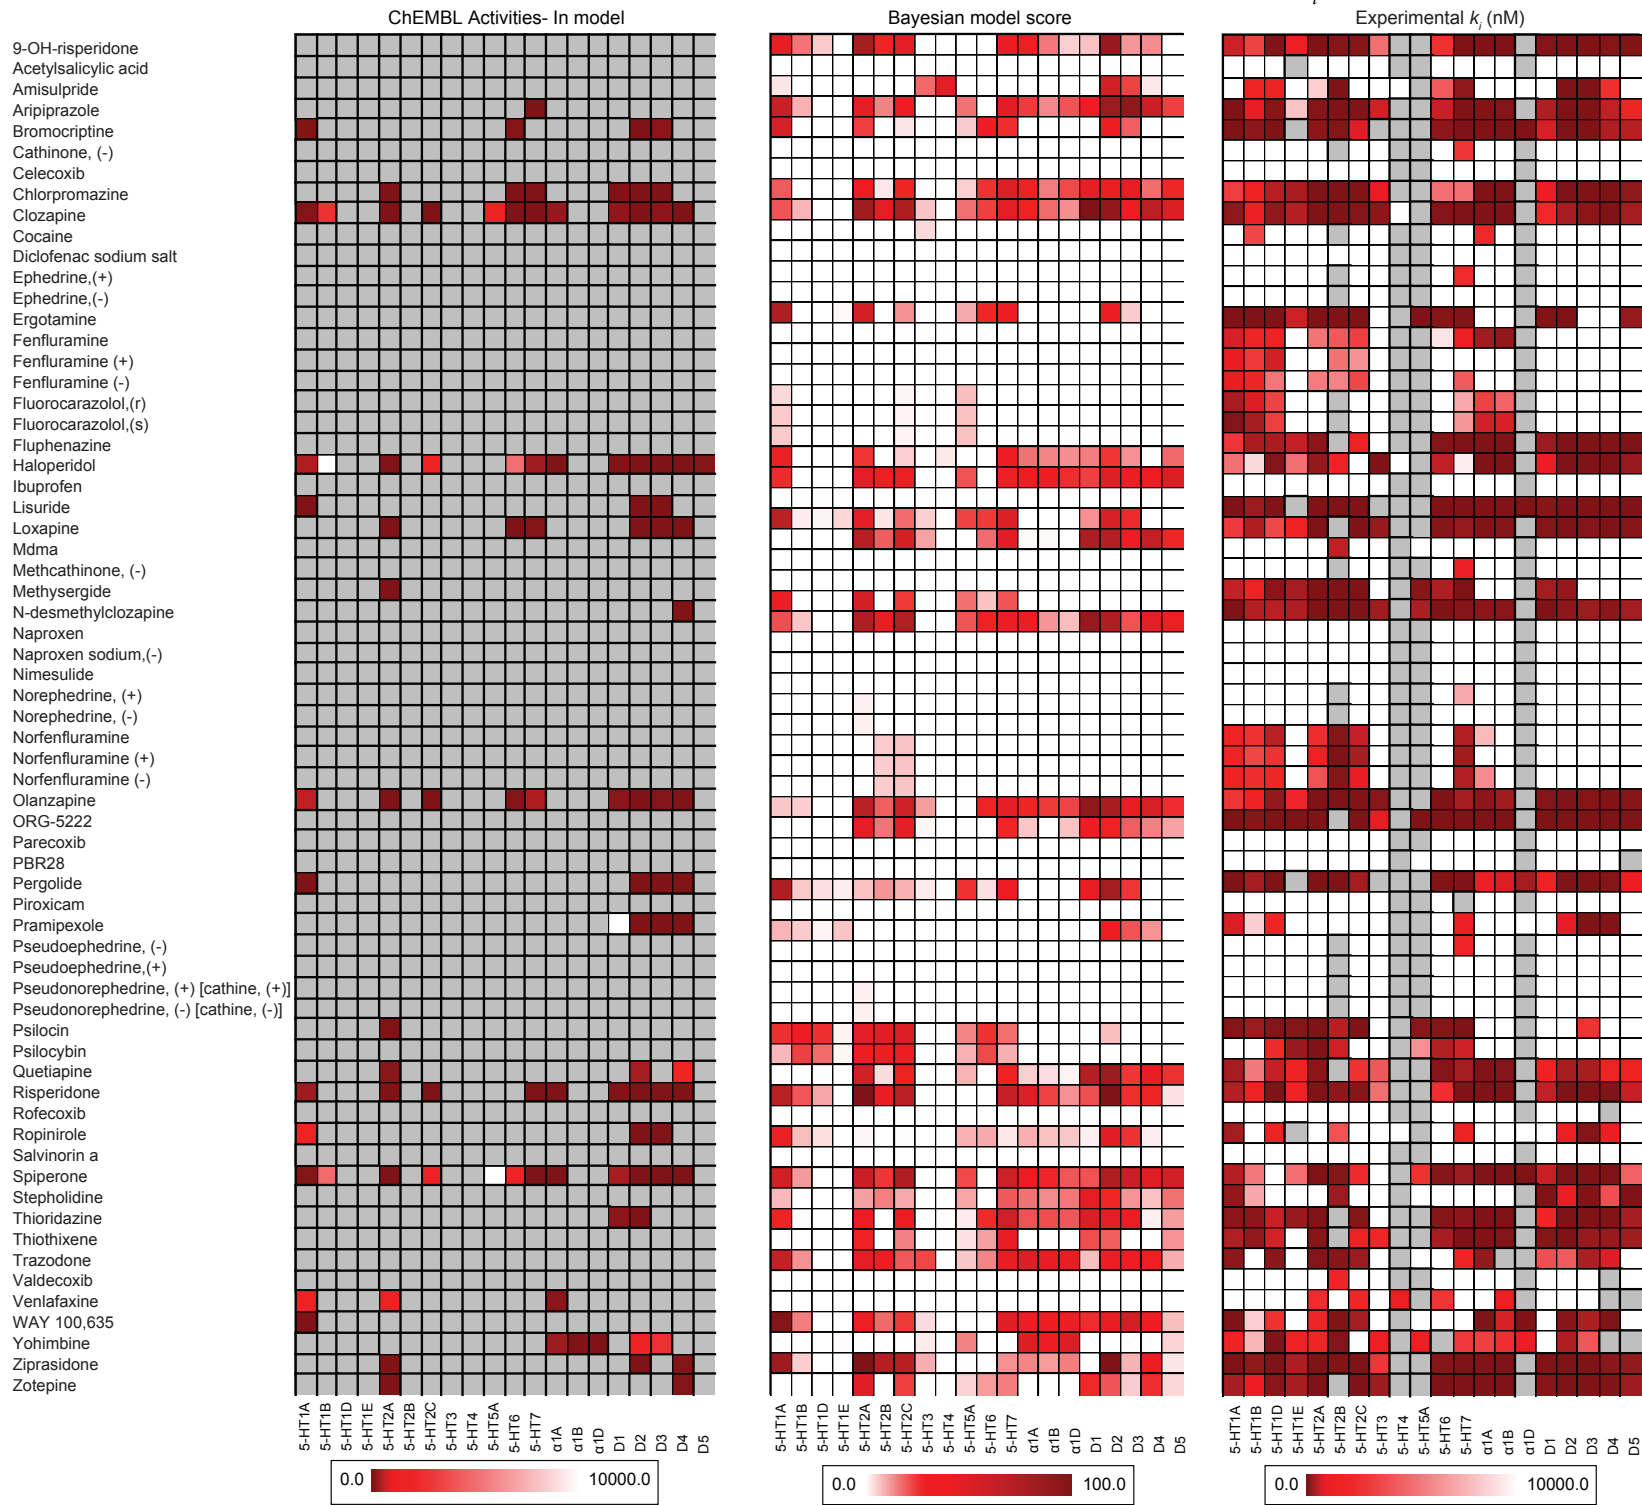 i
ChEMBL Activities- In model
Bayesian model score
Experimental ki (nM)
9-OH-risperidone
Acetylsalicylic acid
Amisulpride
Aripiprazole
Bromocriptine
Cathinone, (-)
Celecoxib
Chlorpromazine
Clozapine
Cocaine
Diclofenac sodium salt
Ephedrine,(+)
Ephedrine,(-)
Ergotamine
Fenfluramine
Fenfluramine (+)
Fenfluramine (-)
Fluorocarazolol,(r)
Fluorocarazolol,(s)
Fluphenazine
Haloperidol
Ibuprofen
Lisuride
Loxapine
Mdma
Methcathinone, (-)
Methysergide
N-desmethylclozapine
Naproxen
Naproxen sodium,(-)
Nimesulide
Norephedrine, (+)
Norephedrine, (-)
Norfenfluramine
Norfenfluramine (+)
Norfenfluramine (-)
Olanzapine
ORG-5222
Parecoxib
PBR28
Pergolide
Piroxicam
Pramipexole
Pseudoephedrine, (-)
Pseudoephedrine,(+)
Pseudonorephedrine, (+) [cathine, (+)]
Pseudonorephedrine, (-) [cathine, (-)]
Psilocin
Psilocybin
Quetiapine
Risperidone
Rofecoxib
Ropinirole
Salvinorin a
Spiperone
Stepholidine
Thioridazine
Thiothixene
Trazodone
Valdecoxib
Venlafaxine
WAY 100,635
Yohimbine
Ziprasidone
Zotepine
5-HT1A
5-HT1B
5-HT1D
5-HT1E
5-HT2A
5-HT2B
5-HT2C
5-HT3
5-HT4
5-HT5A
5-HT6
5-HT7
α1A
α1B
α1D
D1
D2
D3
D4
D5
5-HT1A
5-HT1B
5-HT1D
5-HT1E
5-HT2A
5-HT2B
5-HT2C
5-HT3
5-HT4
5-HT5A
5-HT6
5-HT7
α1A
α1B
α1D
D1
D2
D3
D4
D5
5-HT1A
5-HT1B
5-HT1D
5-HT1E
5-HT2A
5-HT2B
5-HT2C
5-HT3
5-HT4
5-HT5A
5-HT6
5-HT7
α1A
α1B
α1D
D1
D2
D3
D4
D5
0.0 10000.0
0.0 100.0
0.0 10000.0